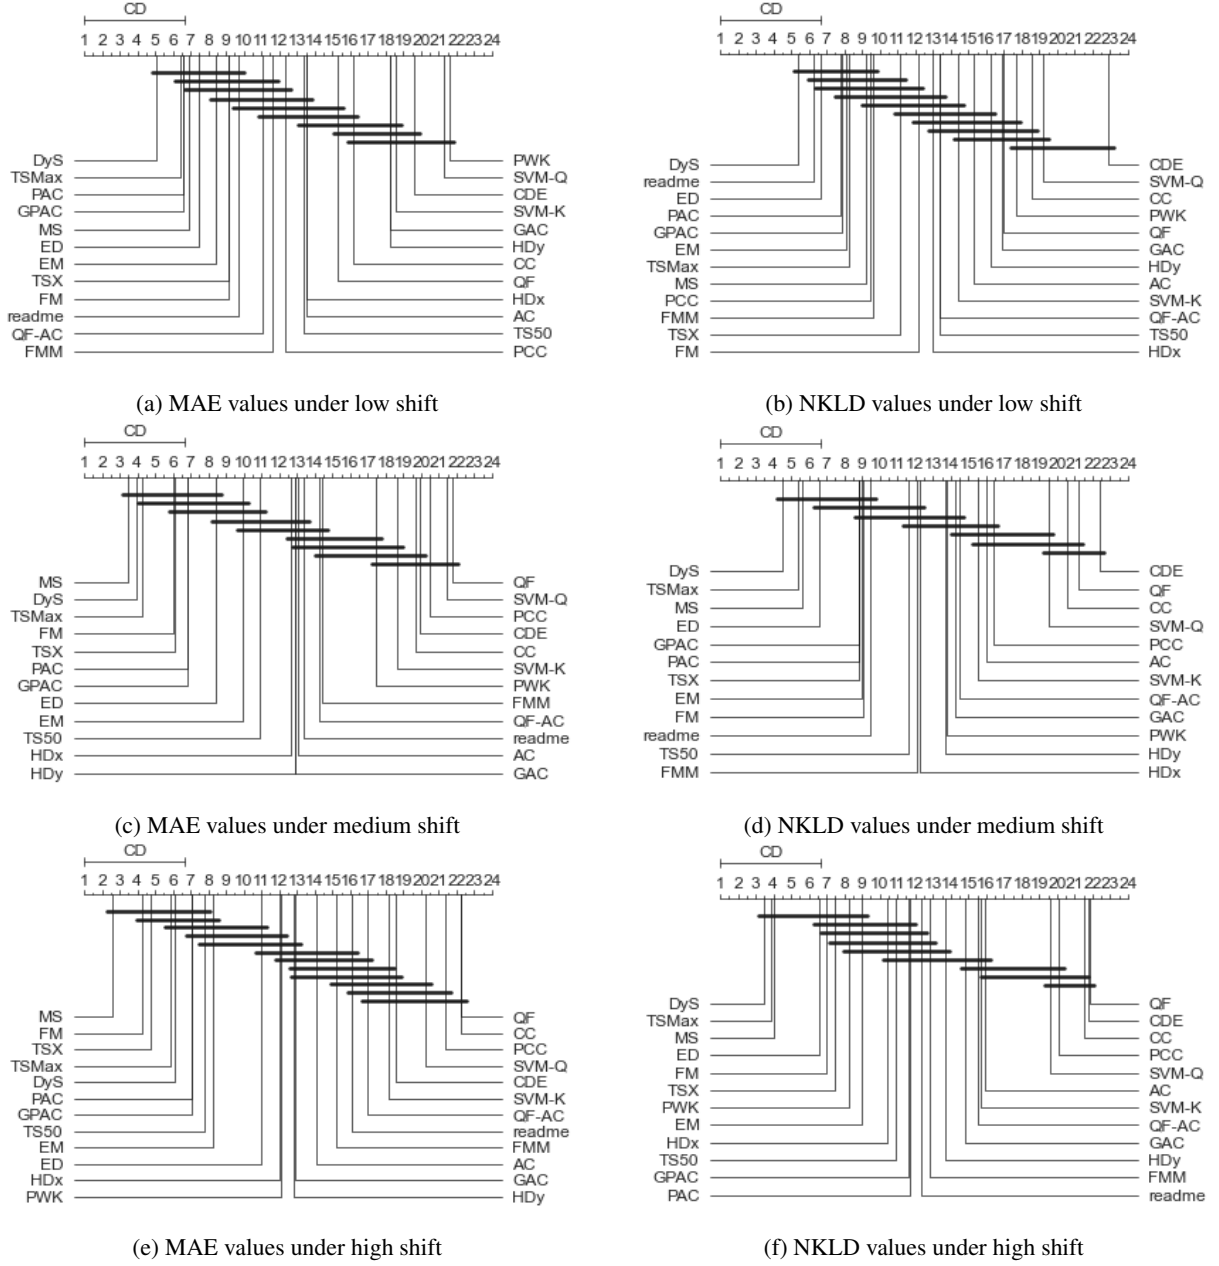 CD
1 2 3 4 5 6 7 8 9 10 11 12 13 14 15 16 17 18 19 20 21 22 23 24
DyS PWK
TSMax SVM-Q
PAC CDE
GPAC SVM-K
MS GAC
ED HDy
EM CC
TSX QF
FM HDx
readme AC
QF-AC TS50
FMM PCC
(a) MAE values under low shift
CD
1 2 3 4 5 6 7 8 9 10 11 12 13 14 15 16 17 18 19 20 21 22 23 24
DyS CDE
readme SVM-Q
ED CC
PAC PWK
GPAC QF
EM GAC
TSMax HDy
MS AC
PCC SVM-K
FMM QF-AC
TSX TS50
FM HDx
(b) NKLD values under low shift
CD
1 2 3 4 5 6 7 8 9 10 11 12 13 14 15 16 17 18 19 20 21 22 23 24
MS QF
DyS SVM-Q
TSMax PCC
FM CDE
TSX CC
PAC SVM-K
GPAC PWK
ED FMM
EM QF-AC
TS50 readme
HDx AC
HDy GAC
(c) MAE values under medium shift
CD
1 2 3 4 5 6 7 8 9 10 11 12 13 14 15 16 17 18 19 20 21 22 23 24
DyS CDE
TSMax QF
MS CC
ED SVM-Q
GPAC PCC
PAC AC
TSX SVM-K
EM QF-AC
FM GAC
readme PWK
TS50 HDy
FMM HDx
(d) NKLD values under medium shift
CD
1 2 3 4 5 6 7 8 9 10 11 12 13 14 15 16 17 18 19 20 21 22 23 24
MS QF
FM CC
TSX PCC
TSMax SVM-Q
DyS CDE
PAC SVM-K
GPAC QF-AC
TS50 readme
EM FMM
ED AC
HDx GAC
PWK HDy
(e) MAE values under high shift
CD
1 2 3 4 5 6 7 8 9 10 11 12 13 14 15 16 17 18 19 20 21 22 23 24
DyS QF
TSMax CDE
MS CC
ED PCC
FM SVM-Q
TSX AC
PWK SVM-K
EM QF-AC
HDx GAC
TS50 HDy
GPAC FMM
PAC readme
(f) NKLD values under high shift